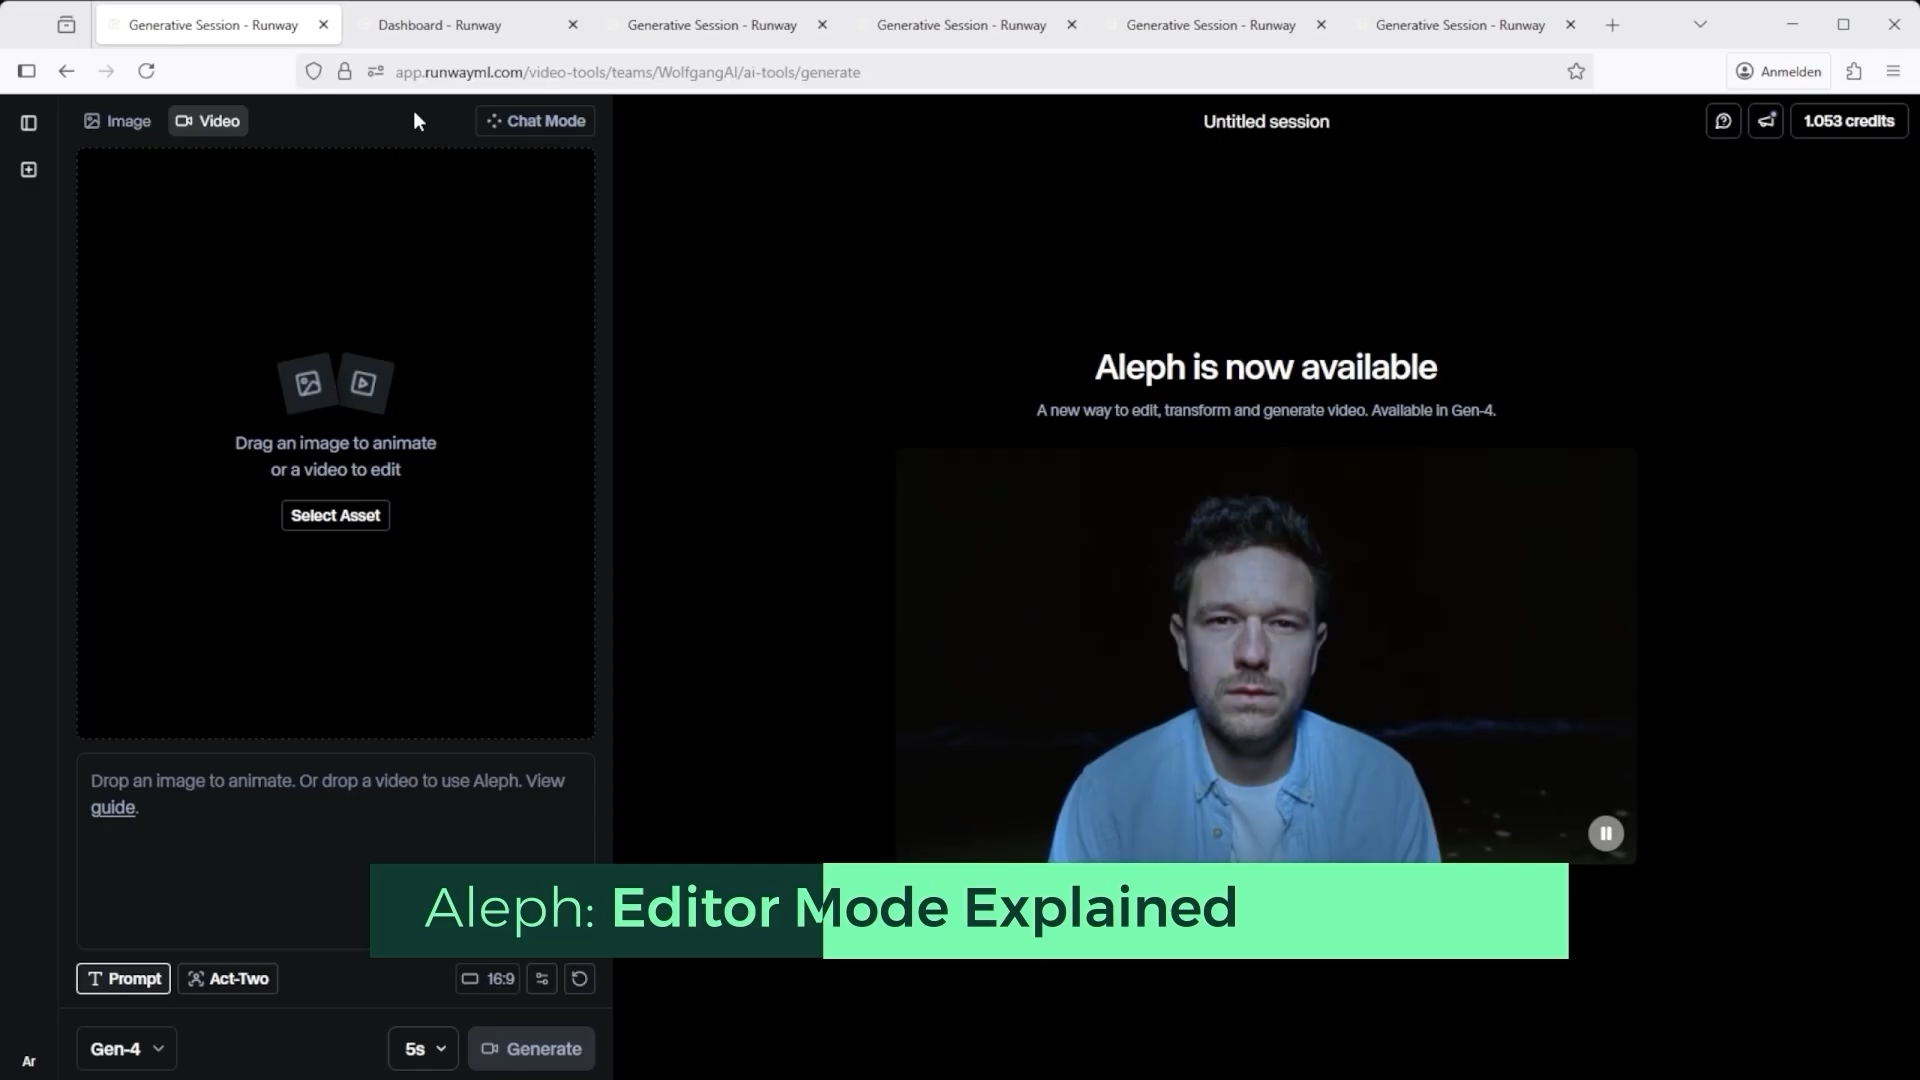 Generative Session - Runway
Dashboard - Runway
Generative Session - Runway
Generative Session - Runway
Generative Session - Runway
Generative Session - Runway
app.runwayml.com/video-tools/teams/WolfgangAI/ai-tools/generate
Anmelden
Image
Video
Chat Mode
Untitled session
1.053 credits
Drag an image to animate
or a video to edit
Select Asset
Aleph is now available
A new way to edit, transform and generate video. Available in Gen-4.
Drop an image to animate. Or drop a video to use Aleph. View
guide.
Aleph: Editor Mode Explained
T Prompt
Act-Two
16:9
Gen-4
5s
Generate
Ar